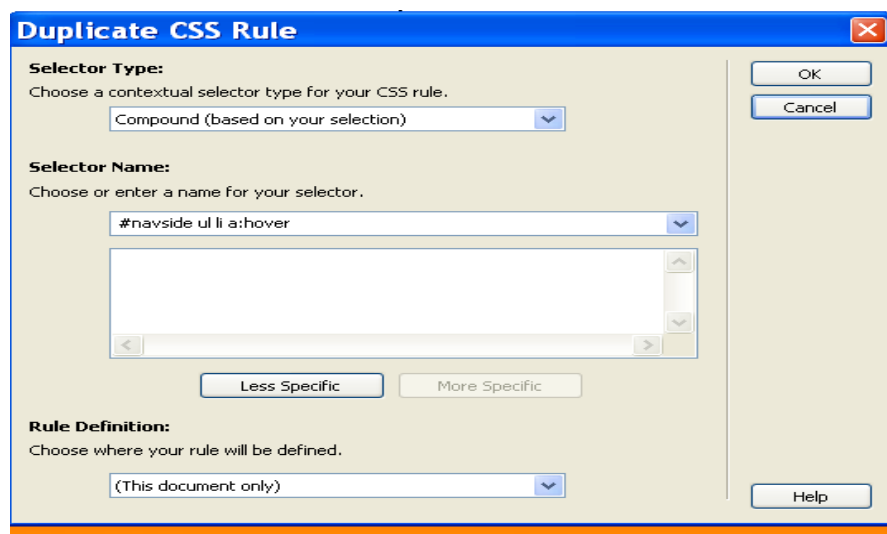 Duplicate CSS Rule
Selector Type:
Choose a contextual selector type for your CSS rule.
Compound (based on your selection)
Selector Name:
Choose or enter a name for your selector.
#navside ul li a:hover
Less Specific
More Specific
Rule Definition:
Choose where your rule will be defined.
(This document only)
OK
Cancel
Help